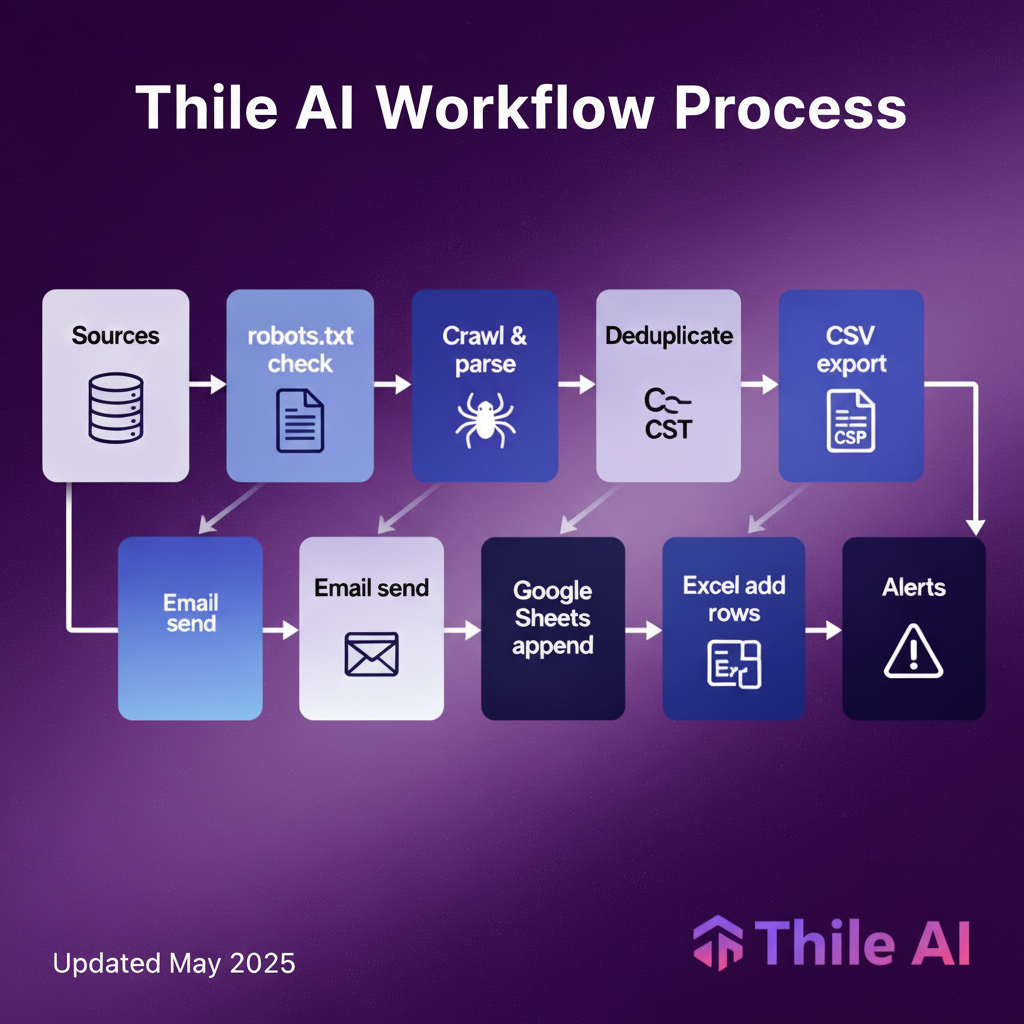 Thile AI Workflow Process
Sources
robots.txt
check
Crawl &
parse
Deduplicate
C
CST
CSV
export
CSP
Email
send
Email send
Google
Sheets
append
Excel add
rows
Alerts
Updated May 2025
Thile AI